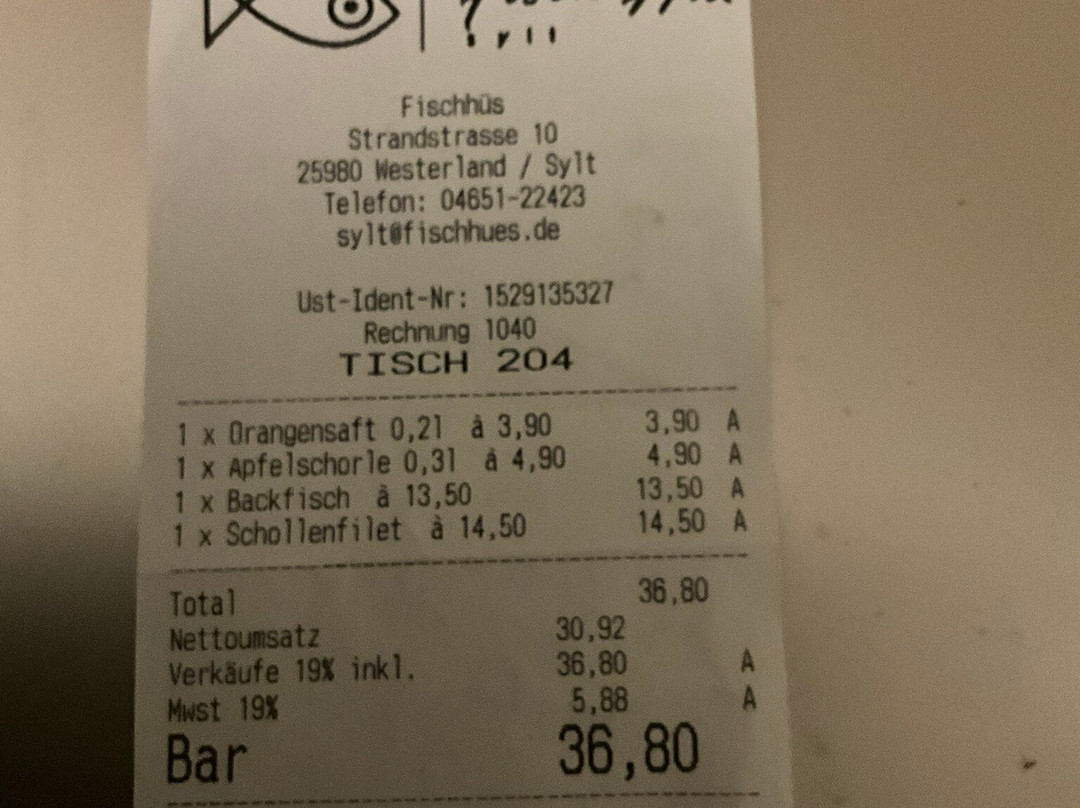 Fischhüs
Strandstrasse 10
25980 Westerland / Sylt
Telefon: 04651-22423
sylt@fischhues.de
Ust-Ident-Nr: 1529135327
Rechnung 1040
TISCH 204
1 x Orangensaft 0,2l à 3,90 3,90 A
1 x Apfelschorle 0,3l à 4,90 4,90 A
1 x Backfisch à 13,50 13,50 A
1 x Schollenfilet à 14,50 14,50 A
Total 36,80
Nettoumsatz 30,92
Verkäufe 19% inkl. 36,80 A
Mwst 19% 5,88 A
Bar 36,80